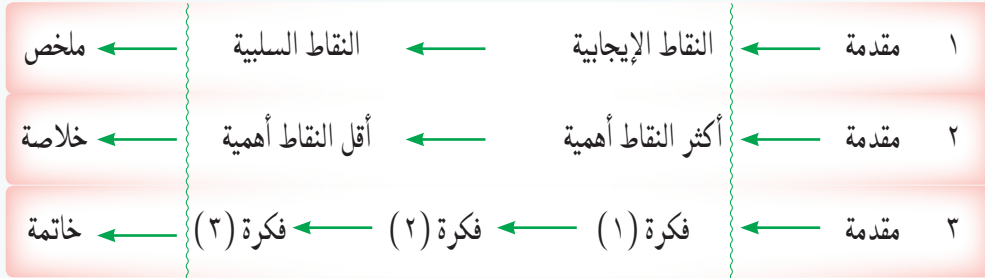 ١ مقدمة ← النقاط الإيجابية ← النقاط السلبية ← ملخص
٢ مقدمة ← أكثر النقاط أهمية ← أقل النقاط أهمية ← خلاصة
٣ مقدمة ← فكرة (١) ← فكرة (٢) ← فكرة (٣) ← خاتمة